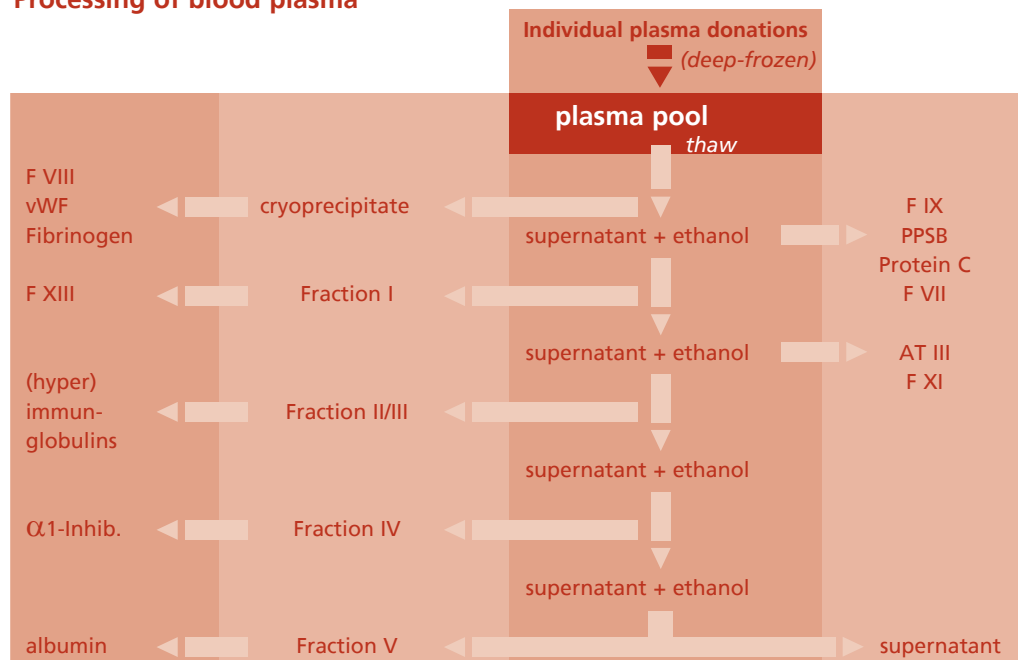 Processing of blood plasma
Individual plasma donations
(deep-frozen)
plasma pool
thaw
F VIII
vWF
Fibrinogen
cryoprecipitate
supernatant + ethanol
F IX
PPSB
Protein C
F VII
F XIII
Fraction I
supernatant + ethanol
AT III
F XI
(hyper)
immun-
globulins
Fraction II/III
supernatant + ethanol
α1-Inhib.
Fraction IV
supernatant + ethanol
albumin
Fraction V
supernatant